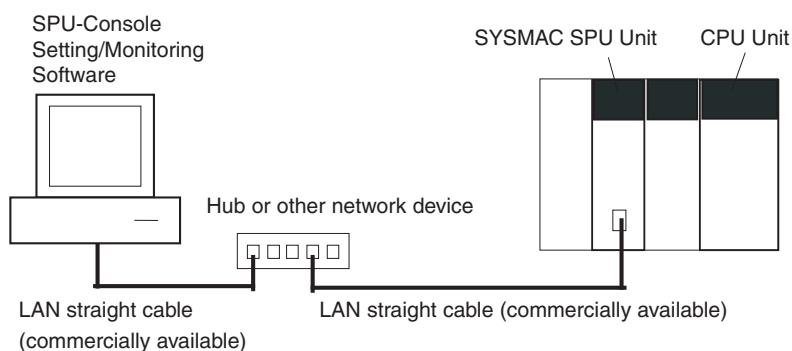 SPU-Console
Setting/Monitoring
Software
SYSMAC SPU Unit
CPU Unit
Hub or other network device
LAN straight cable
(commercially available)
LAN straight cable (commercially available)